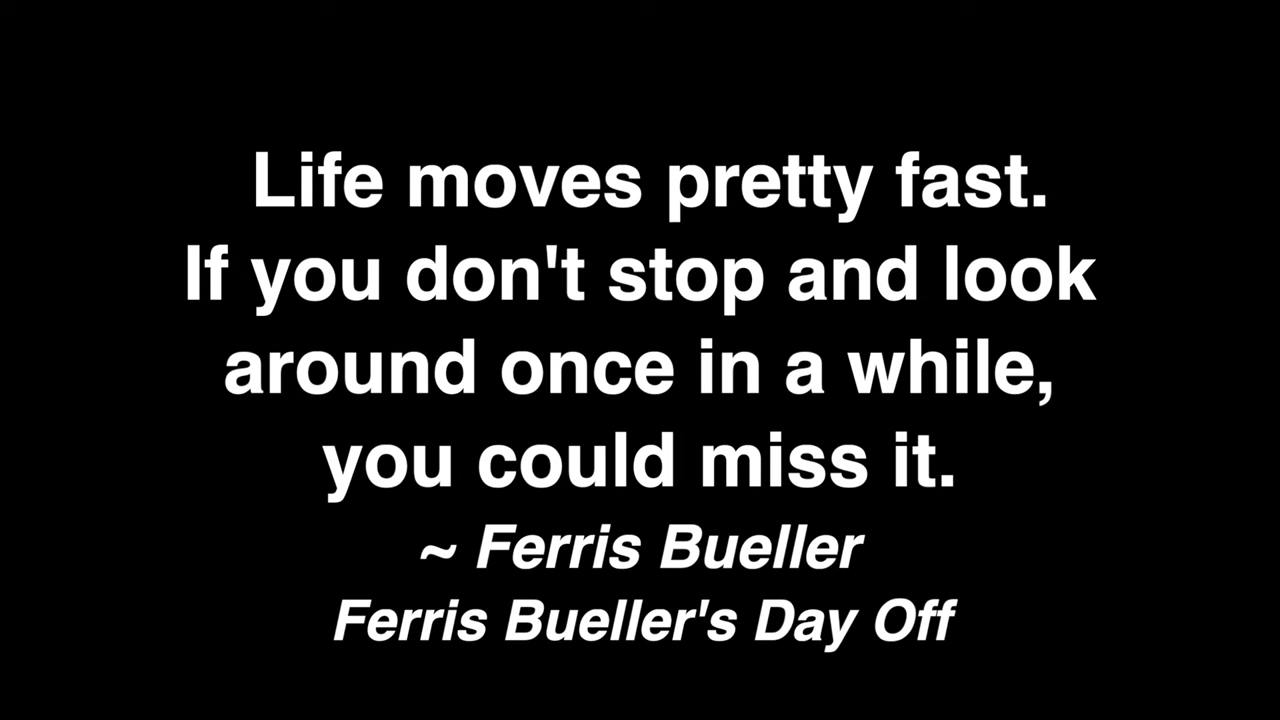 Life moves pretty fast.
If you don't stop and look
around once in a while,
you could miss it.
~ Ferris Bueller
Ferris Bueller's Day Off